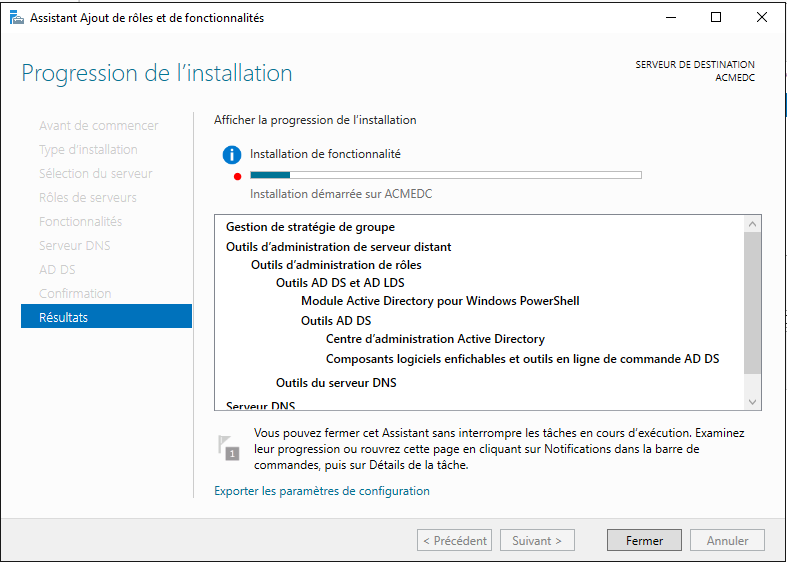 Assistant Ajout de rôles et de fonctionnalités
Progression de l'installation
SERVEUR DE DESTINATION
ACMEDC
Avant de commencer
Type d'installation
Sélection du serveur
Rôles de serveurs
Fonctionnalités
Serveur DNS
AD DS
Confirmation
Résultats
Afficher la progression de l'installation
Installation de fonctionnalité
Installation démarrée sur ACMEDC
Gestion de stratégie de groupe
Outils d'administration de serveur distant
Outils d'administration de rôles
Outils AD DS et AD LDS
Module Active Directory pour Windows PowerShell
Outils AD DS
Centre d'administration Active Directory
Composants logiciels enfichables et outils en ligne de commande AD DS
Outils du serveur DNS
Serveur DNS
1
Vous pouvez fermer cet Assistant sans interrompre les tâches en cours d'exécution. Examinez
leur progression ou rouvrez cette page en cliquant sur Notifications dans la barre de
commandes, puis sur Détails de la tâche.
Exporter les paramètres de configuration
< Précédent
Suivant >
Fermer
Annuler